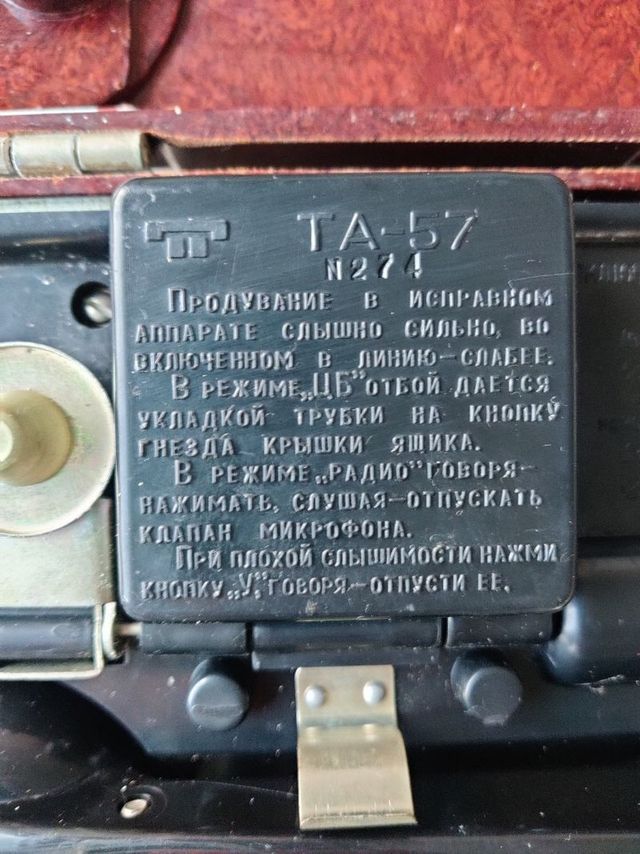 ТА-57
N274
Продувание в исправном
аппарате слышно сильно, во
включенном в линию—слабее.
В режиме „ЦБ" отбой дается
укладкой трубки на кнопку
гнезда крышки ящика.
В режиме „РАДИО" говоря—
нажимать, слушая—отпускать
клапан микрофона.
При плохой слышимости нажми
кнопку „У", говоря—отпусти ее.